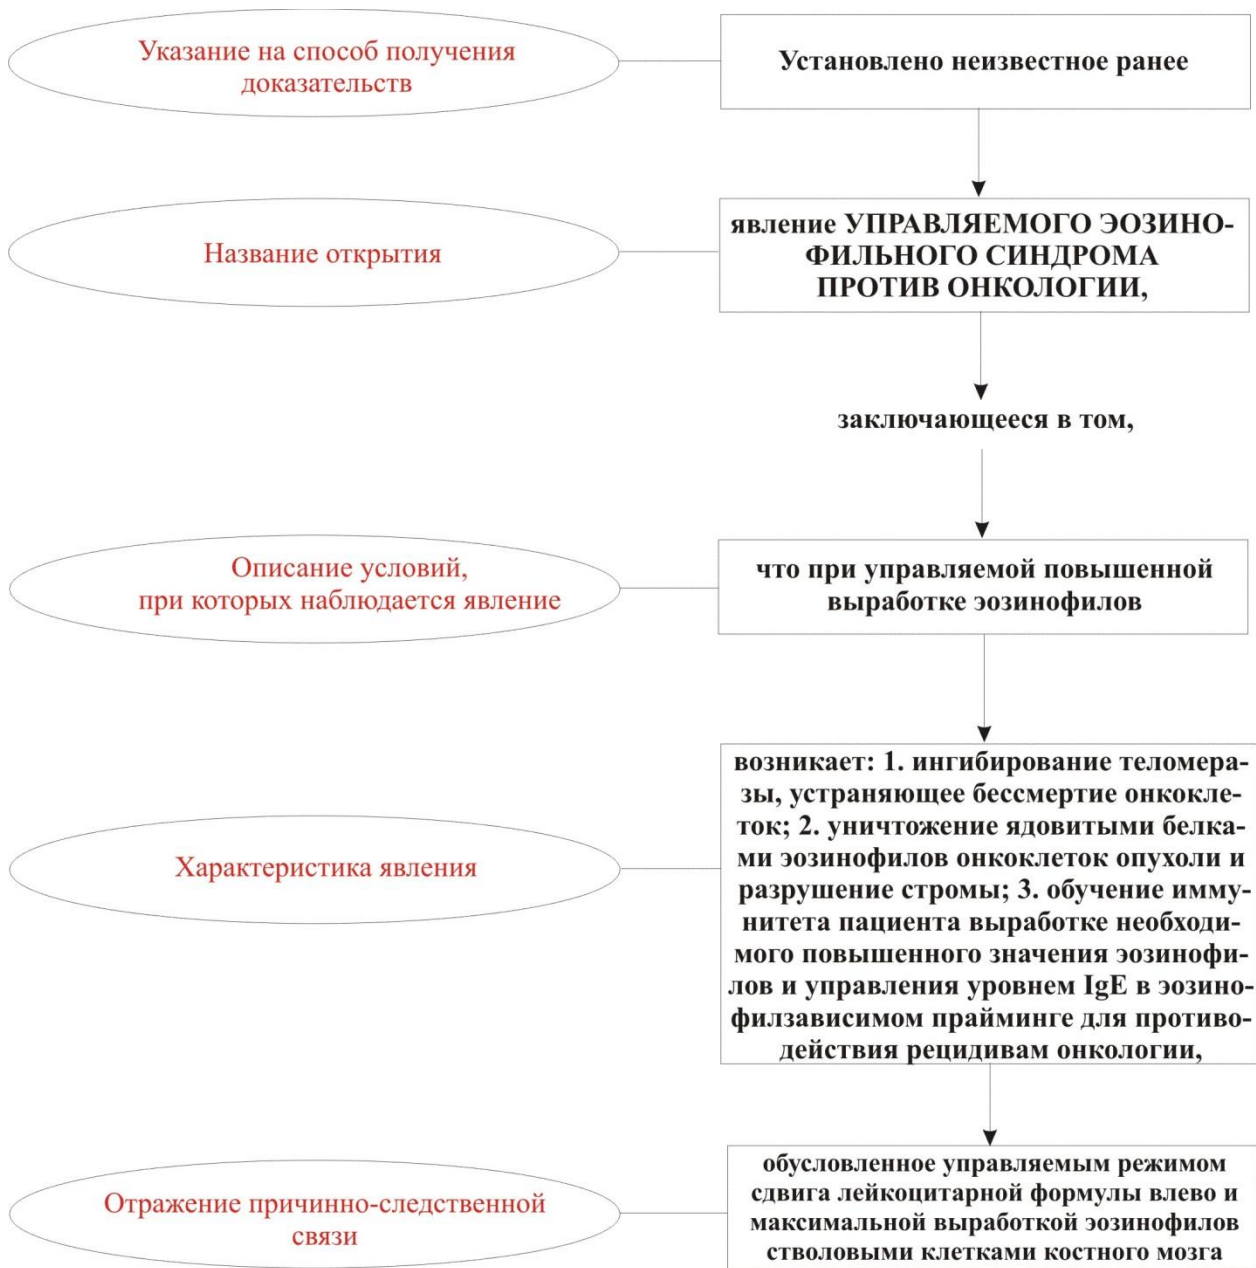 Указание на способ получения
доказательств
Установлено неизвестное ранее
Название открытия
явление УПРАВЛЯЕМОГО ЭОЗИНО-
ФИЛЬНОГО СИНДРОМА
ПРОТИВ ОНКОЛОГИИ,
заключающееся в том,
Описание условий,
при которых наблюдается явление
что при управляемой повышенной
выработке эозинофилов
Характеристика явления
возникает: 1. ингибирование теломера-
зы, устраняющее бессмертие онкокле-
ток; 2. уничтожение ядовитыми белка-
ми эозинофилов онкоклеток опухоли и
разрушение стромы; 3. обучение имму-
нитета пациента выработке необходи-
мого повышенного значения эозинофи-
лов и управления уровнем IgE в эозино-
филзависимом прайминге для противо-
действия рецидивам онкологии,
Отражение причинно-следственной
связи
обусловленное управляемым режимом
сдвига лейкоцитарной формулы влево и
максимальной выработкой эозинофилов
стволовыми клетками костного мозга